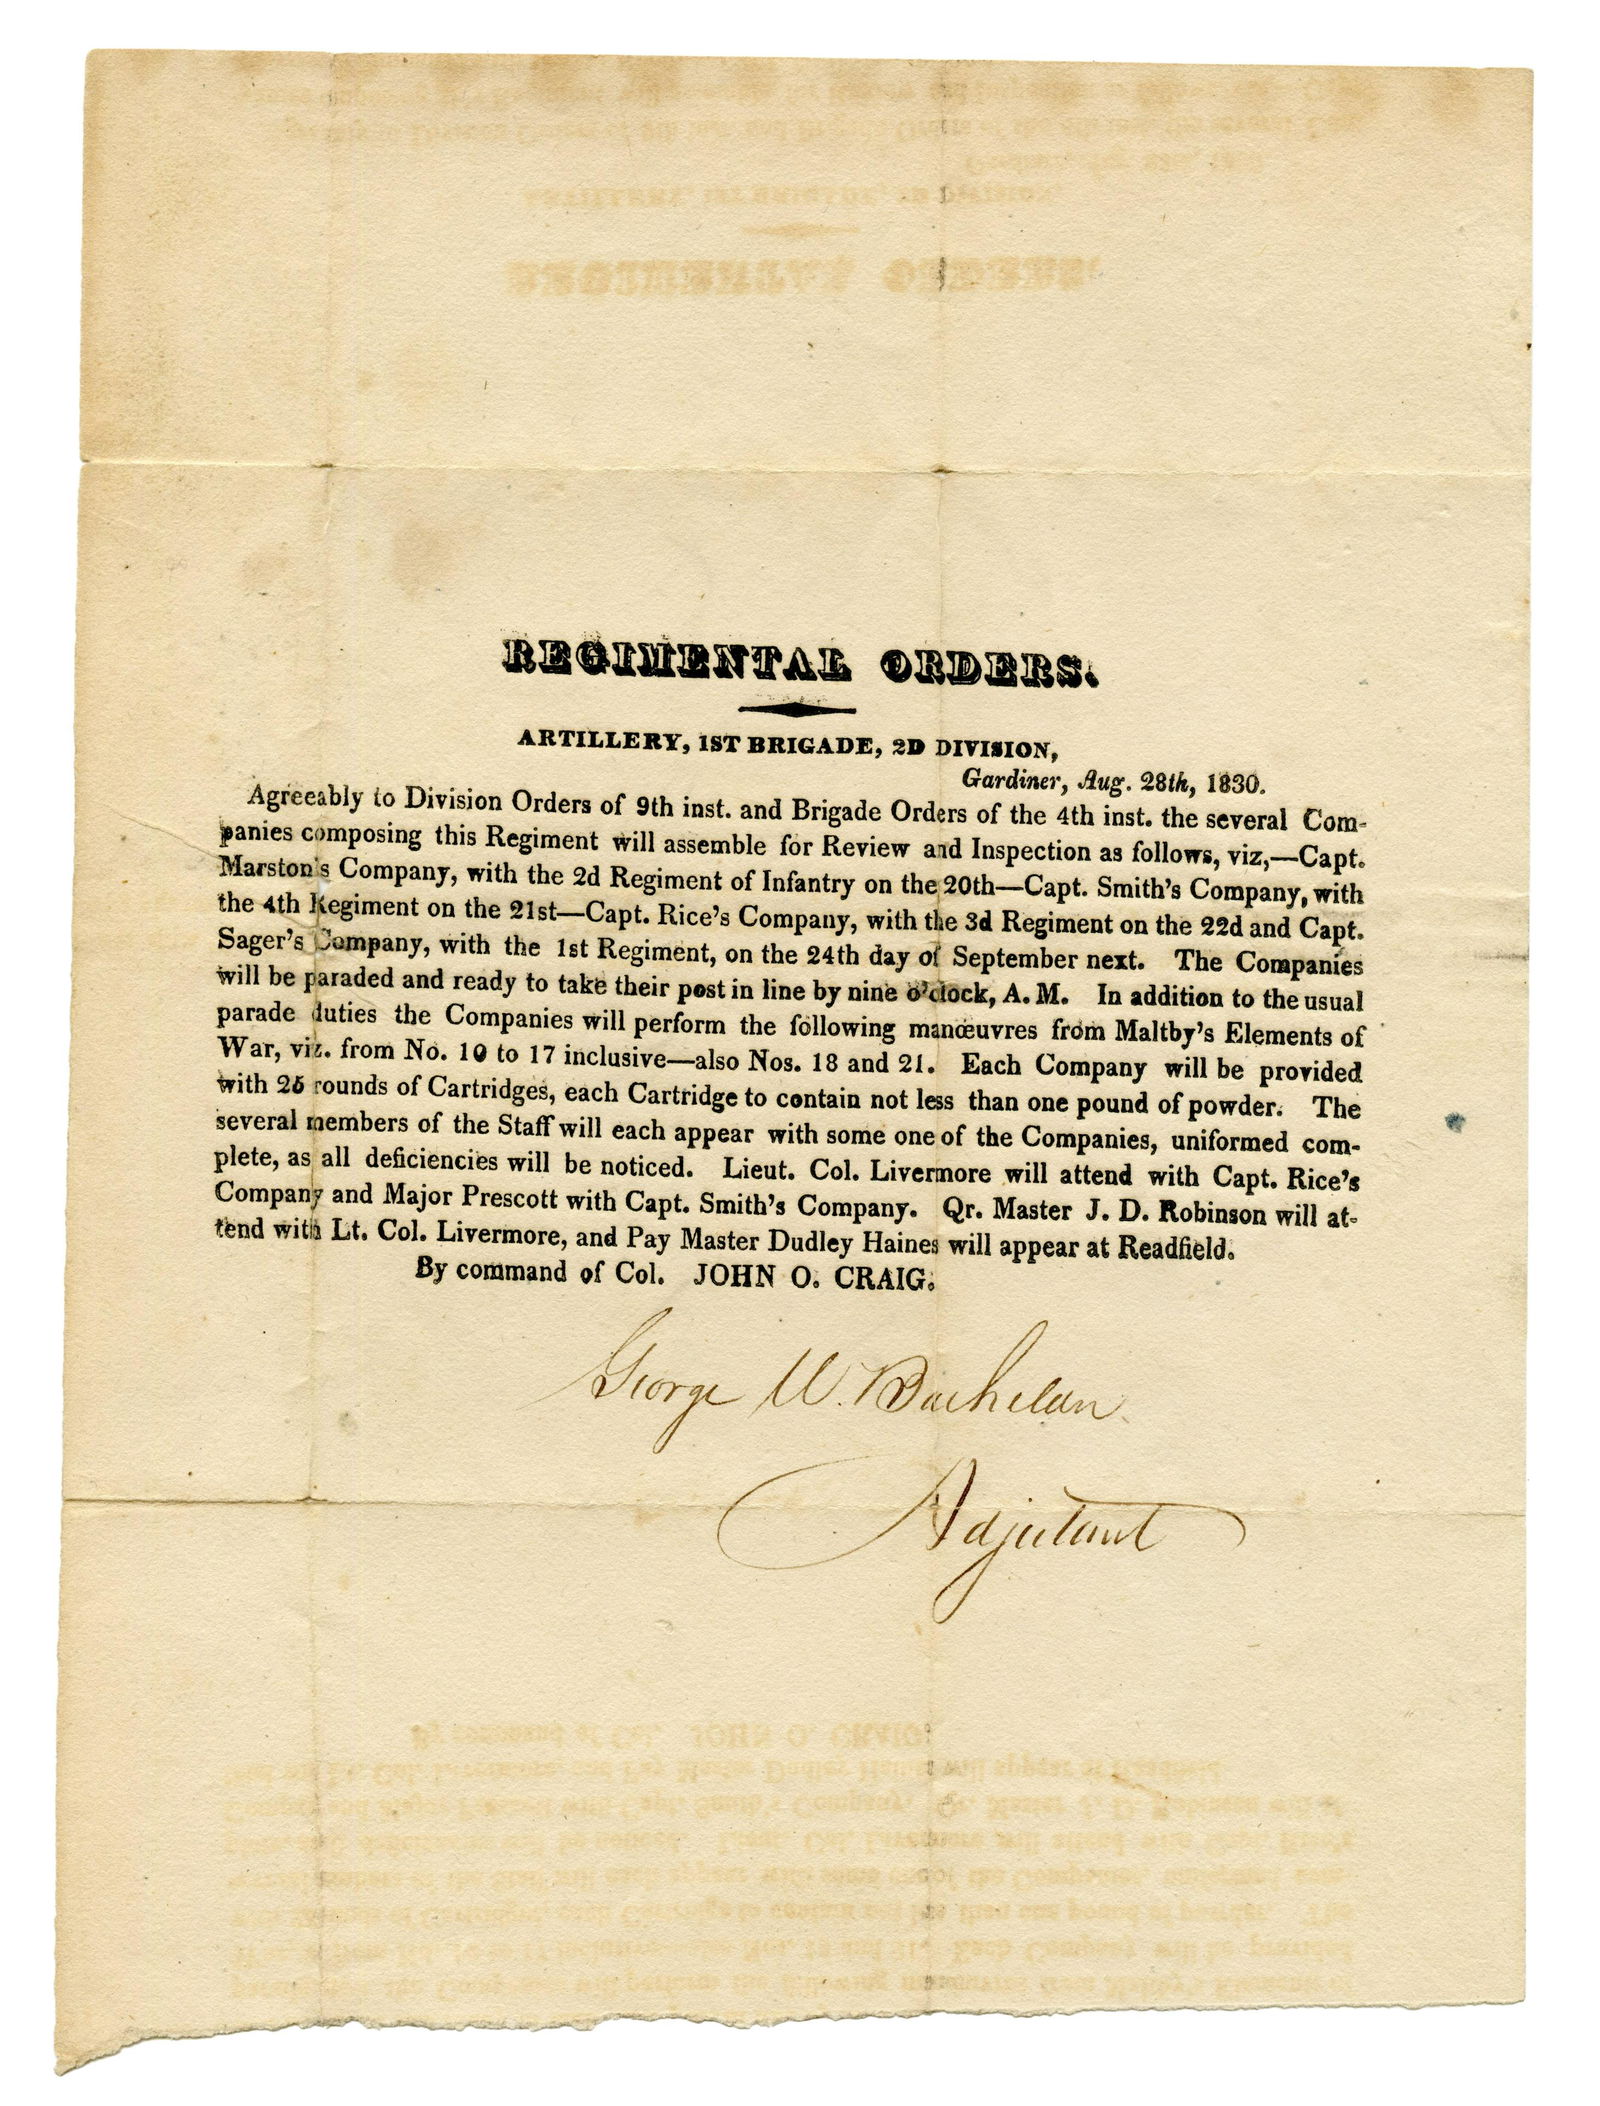 REGIMENTAL ORDERS.
ARTILLERY, 1ST BRIGADE, 2D DIVISION,
Gardiner, Aug. 28th, 1830.
Agreeably to Division Orders of 9th inst. and Brigade Orders of the 4th inst. the several Com-
panies composing this Regiment will assemble for Review and Inspection as follows, viz,—Capt.
Marston's Company, with the 2d Regiment of Infantry on the 20th—Capt. Smith's Company, with
the 4th Regiment on the 21st—Capt. Rice's Company, with the 3d Regiment on the 22d and Capt.
Sager's Company, with the 1st Regiment, on the 24th day of September next. The Companies
will be paraded and ready to take their post in line by nine o'clock, A. M. In addition to the usual
parade duties the Companies will perform the following manœuvres from Maltby's Elements of
War, viz. from No. 10 to 17 inclusive—also Nos. 18 and 21. Each Company will be provided
with 25 rounds of Cartridges, each Cartridge to contain not less than one pound of powder. The
several members of the Staff will each appear with some one of the Companies, uniformed com-
plete, as all deficiencies will be noticed. Lieut. Col. Livermore will attend with Capt. Rice's
Company and Major Prescott with Capt. Smith's Company. Qr. Master J. D. Robinson will at-
tend with Lt. Col. Livermore, and Pay Master Dudley Haines will appear at Readfield.
By command of Col. JOHN O. CRAIG.
George W. Bachelder
Adjutant